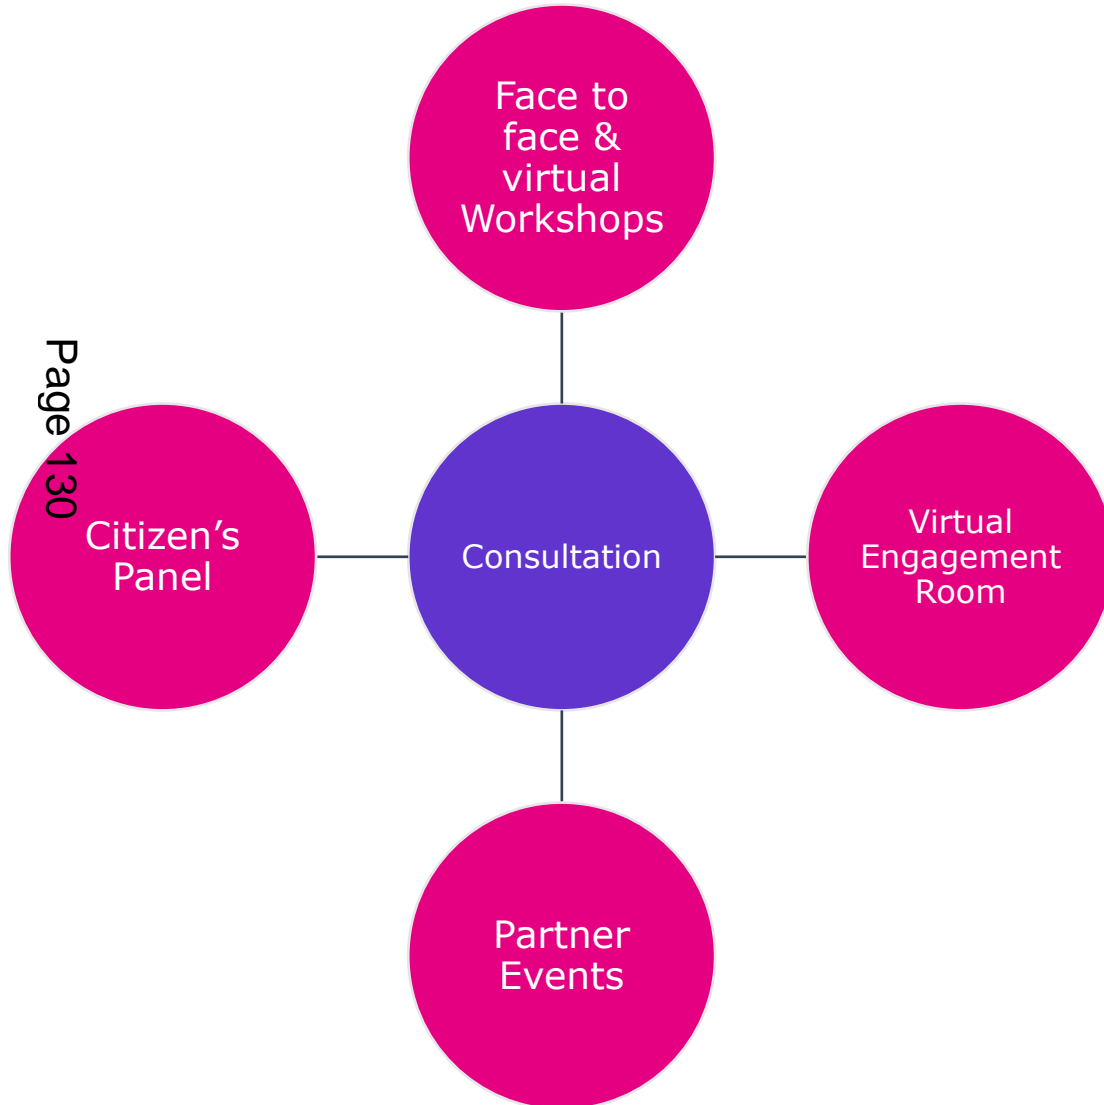 Face to
face &
virtual
Workshops
Page 130
Citizen’s
Panel
Consultation
Virtual
Engagement
Room
Partner
Events